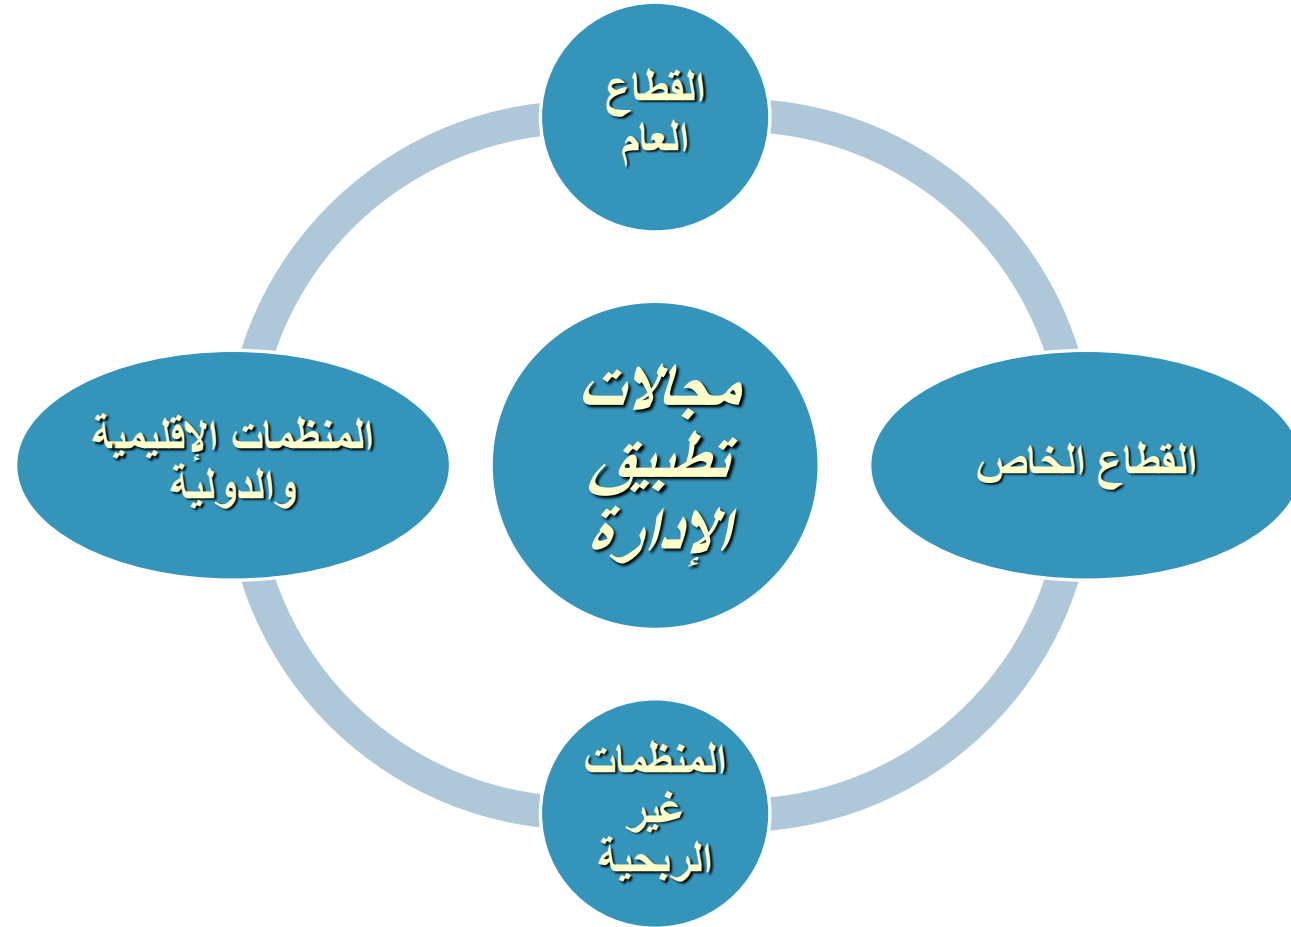 القطاع
العام
مجالات
تطبيق
الإدارة
القطاع الخاص
المنظمات الإقليمية
والدولية
المنظمات
غير
الربحية